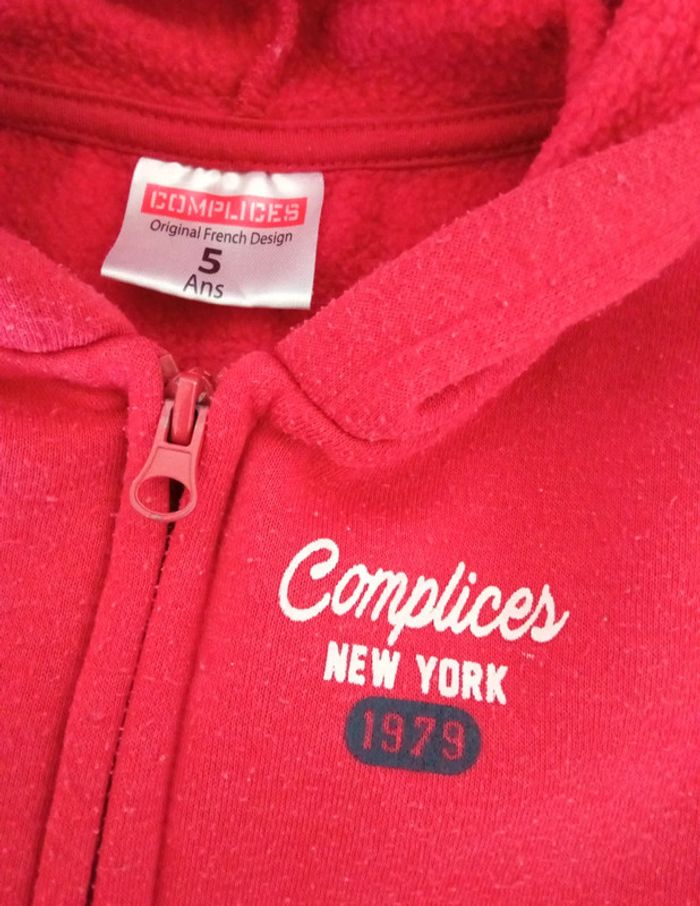 COMPLICES
Original French Design
5
Ans
Complices
NEW YORK
1979